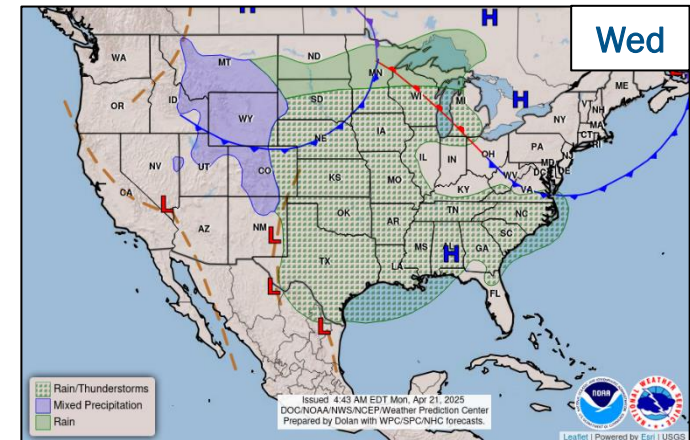 Wed
H
H
WA
MT
ND
MN
ME
OR
ID
SD
WI
MI
H
VT
NH
WY
NY
MA
CT
RI
IA
NE
PA
NJ
NV
UT
IL
IN
OH
MD
DE
DC
CO
WV
VA
CA
KS
MO
KY
L
OK
TN
NC
AZ
NM
L
AR
SC
MS
AL
GA
H
TX
LA
L
FL
L
Rain/Thunderstorms
Mixed Precipitation
Rain
Issued 4:43 AM EDT Mon, Apr 21, 2025
DOC/NOAA/NWS/NCEP/Weather Prediction Center
Prepared by Dolan with WPC/SPC/NHC forecasts.
NOAA
Leaflet | Powered by Esri | USGS